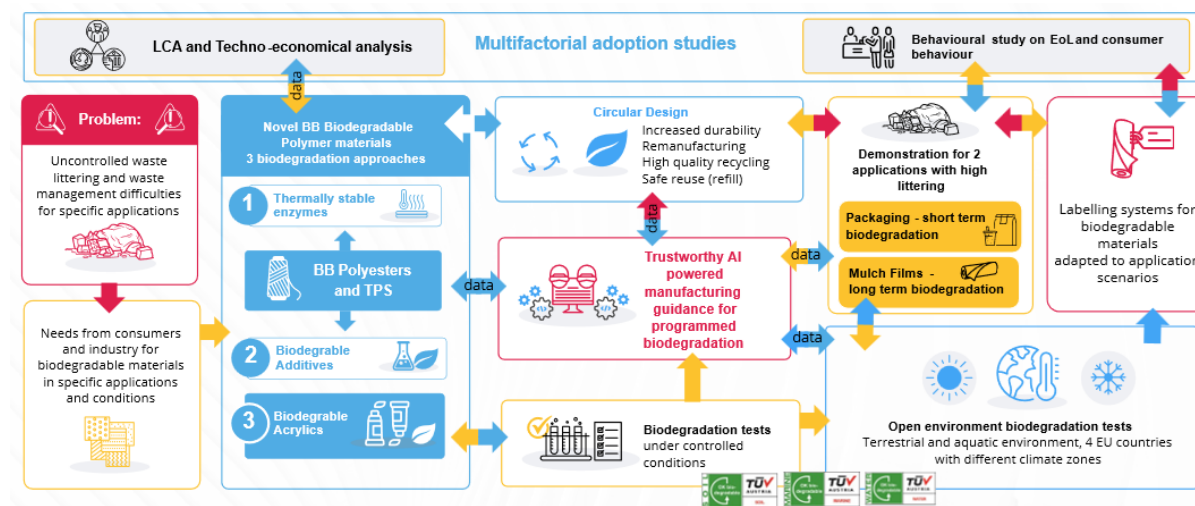 LCA and Techno-economical analysis
Multifactorial adoption studies
Behavioural study on EoL and consumer
behaviour
data
Problem:
Uncontrolled waste
littering and waste
management difficulties
for specific applications
Needs from consumers
and industry for
biodegradable materials
in specific applications
and conditions
Novel BB Biodegradable
Polymer materials
3 biodegradation approaches
1
Thermally stable
enzymes
BB Polyesters
and TPS
2
Biodegrable
Additives
3
Biodegrable
Acrylics
Circular Design
Increased durability
Remanufacturing
High quality recycling
Safe reuse (refill)
data
data
Trustworthy AI
powered
manufacturing
guidance for
programmed
biodegradation
data
data
Biodegradation tests
under controlled
conditions
Demonstration for 2
applications with high
littering
Packaging - short term
biodegradation
Mulch Films -
long term biodegradation
Labelling systems for
biodegradable
materials
adapted to application
scenarios
Open environment biodegradation tests
Terrestrial and aquatic environment, 4 EU countries
with different climate zones
SOIL
TÜV
AUSTRIA
MARINE
TÜV
AUSTRIA
WATER
TÜV
AUSTRIA